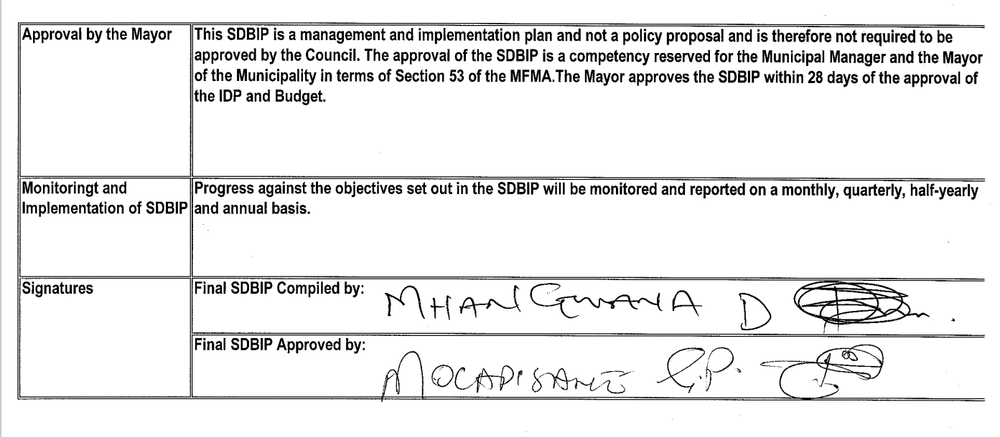 Approval by the Mayor
This SDBIP is a management and implementation plan and not a policy proposal and is therefore not required to be
approved by the Council. The approval of the SDBIP is a competency reserved for the Municipal Manager and the Mayor
of the Municipality in terms of Section 53 of the MFMA.The Mayor approves the SDBIP within 28 days of the approval of
the IDP and Budget.
Monitoringt and
Implementation of SDBIP
Progress against the objectives set out in the SDBIP will be monitored and reported on a monthly, quarterly, half-yearly
and annual basis.
Signatures
Final SDBIP Compiled by: MHANGWANA D
Final SDBIP Approved by: